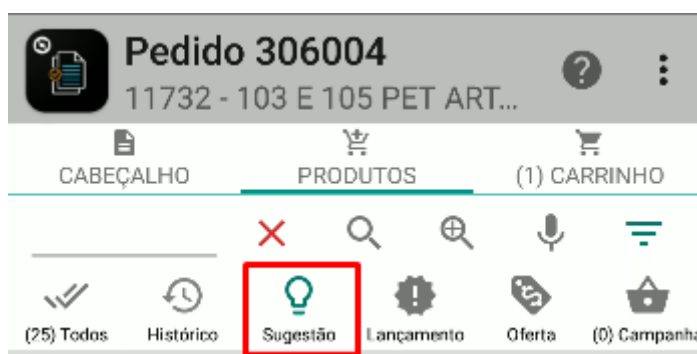 Pedido 306004
11732 - 103 E 105 PET ART...
CABEÇALHO PRODUTOS (1) CARRINHO
(25) Todos Histórico Sugestão Lançamento Oferta (0) Campanha